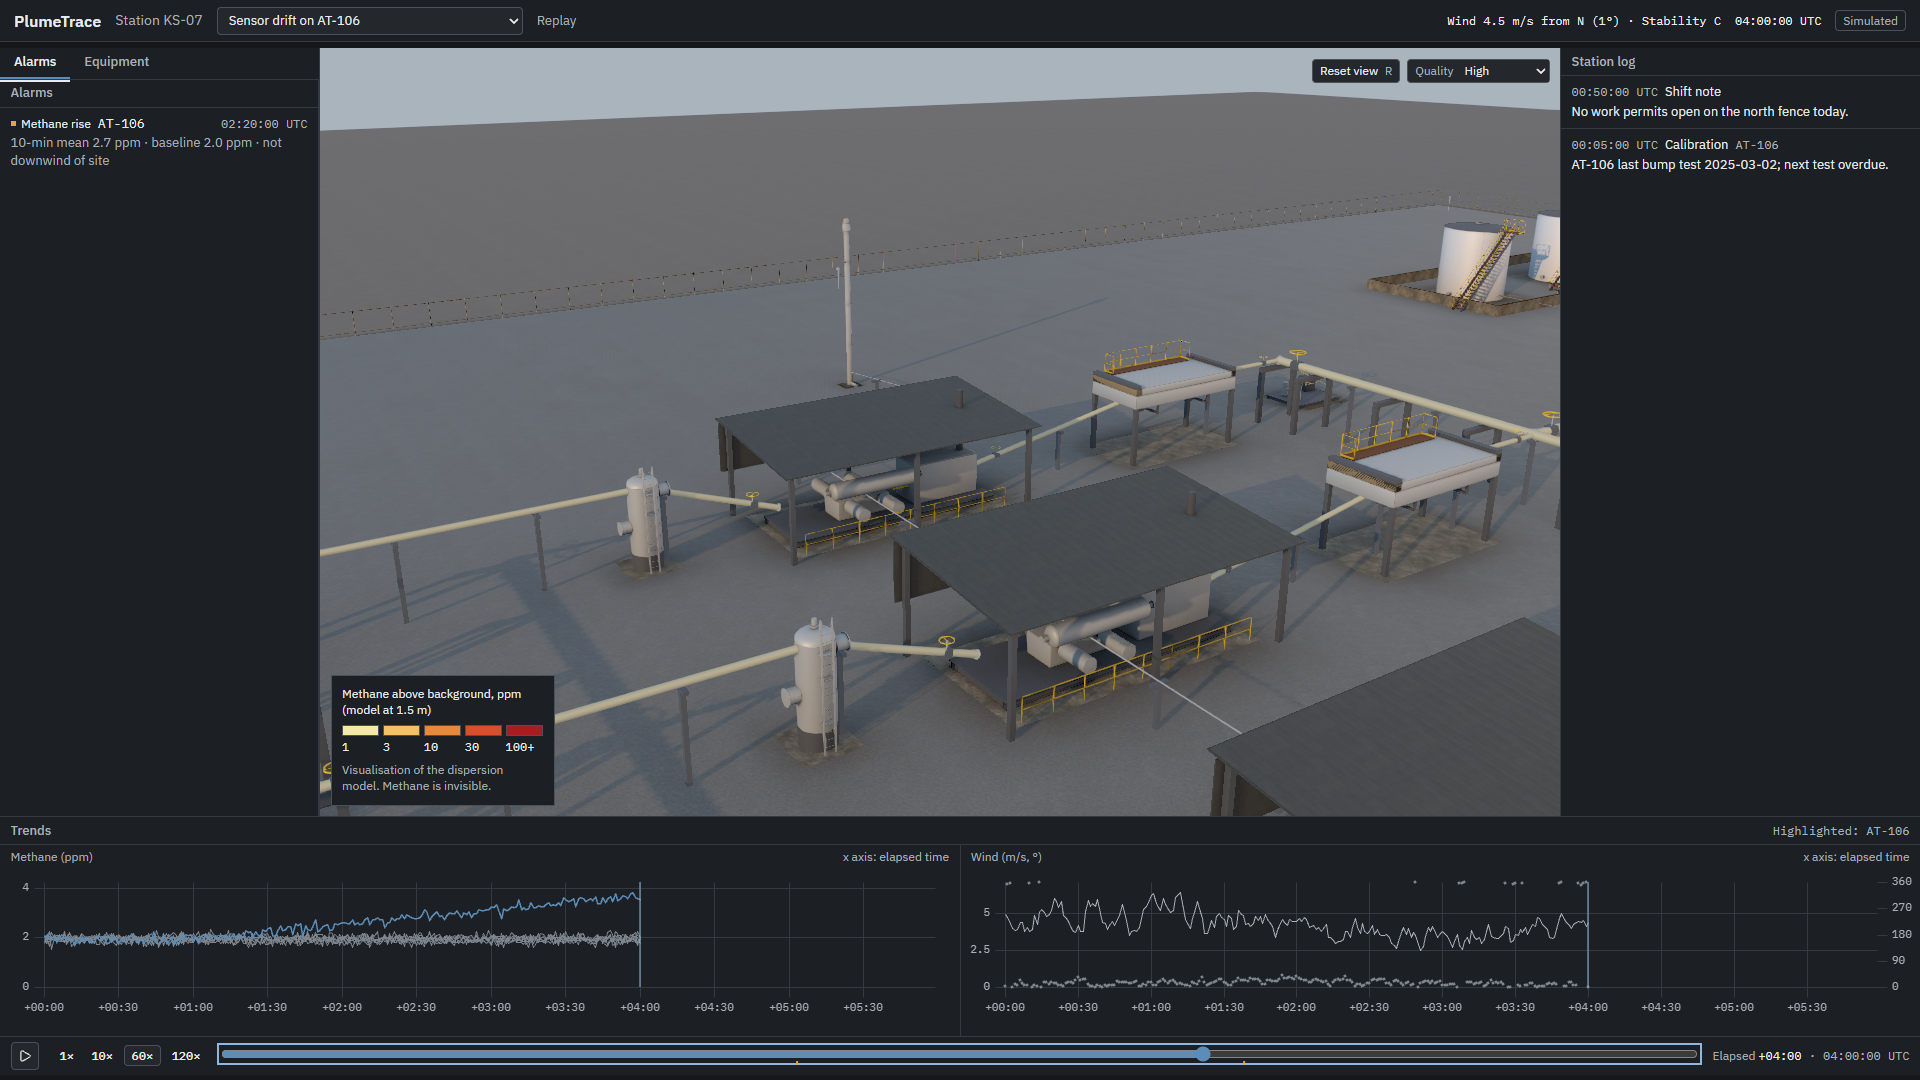 PlumeTrace Station KS-07 Sensor drift on AT-106 Replay Wind 4.5 m/s from N (1°) · Stability C 04:00:00 UTC Simulated
Alarms Equipment
Alarms
Methane rise AT-106 02:20:00 UTC
10-min mean 2.7 ppm · baseline 2.0 ppm · not
downwind of site
Reset view R Quality High
Methane above background, ppm
(model at 1.5 m)
1 3 10 30 100+
Visualisation of the dispersion
model. Methane is invisible.
Station log
00:50:00 UTC Shift note
No work permits open on the north fence today.
00:05:00 UTC Calibration AT-106
AT-106 last bump test 2025-03-02; next test overdue.
Trends Highlighted: AT-106
Methane (ppm) x axis: elapsed time
4
2
0
+00:00 +00:30 +01:00 +01:30 +02:00 +02:30 +03:00 +03:30 +04:00 +04:30 +05:00 +05:30
Wind (m/s, °) x axis: elapsed time
5
2.5
0
360
270
180
90
0
+00:00 +00:30 +01:00 +01:30 +02:00 +02:30 +03:00 +03:30 +04:00 +04:30 +05:00 +05:30
1× 10× 60× 120× Elapsed +04:00 · 04:00:00 UTC